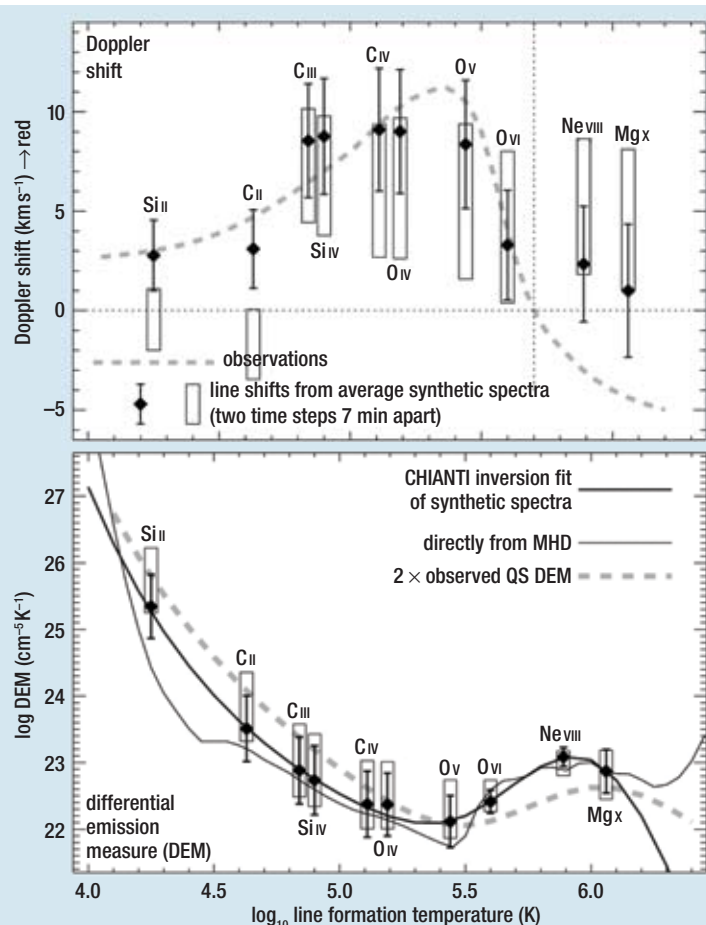 Doppler
shift
C III
C IV
O V
O VI
Ne VIII
Mg X
Si II
C II
Si IV
O IV
10
5
0
–5
Doppler shift (km s⁻¹) → red
observations
line shifts from average synthetic spectra
(two time steps 7 min apart)
CHIANTI inversion fit
of synthetic spectra
directly from MHD
2 × observed QS DEM
27
26
25
24
23
22
log DEM (cm⁻⁵ K⁻¹)
Si II
C II
C III
Si IV
C IV
O IV
O V
O VI
Ne VIII
Mg X
differential
emission
measure (DEM)
4.0
4.5
5.0
5.5
6.0
log₁₀ line formation temperature (K)